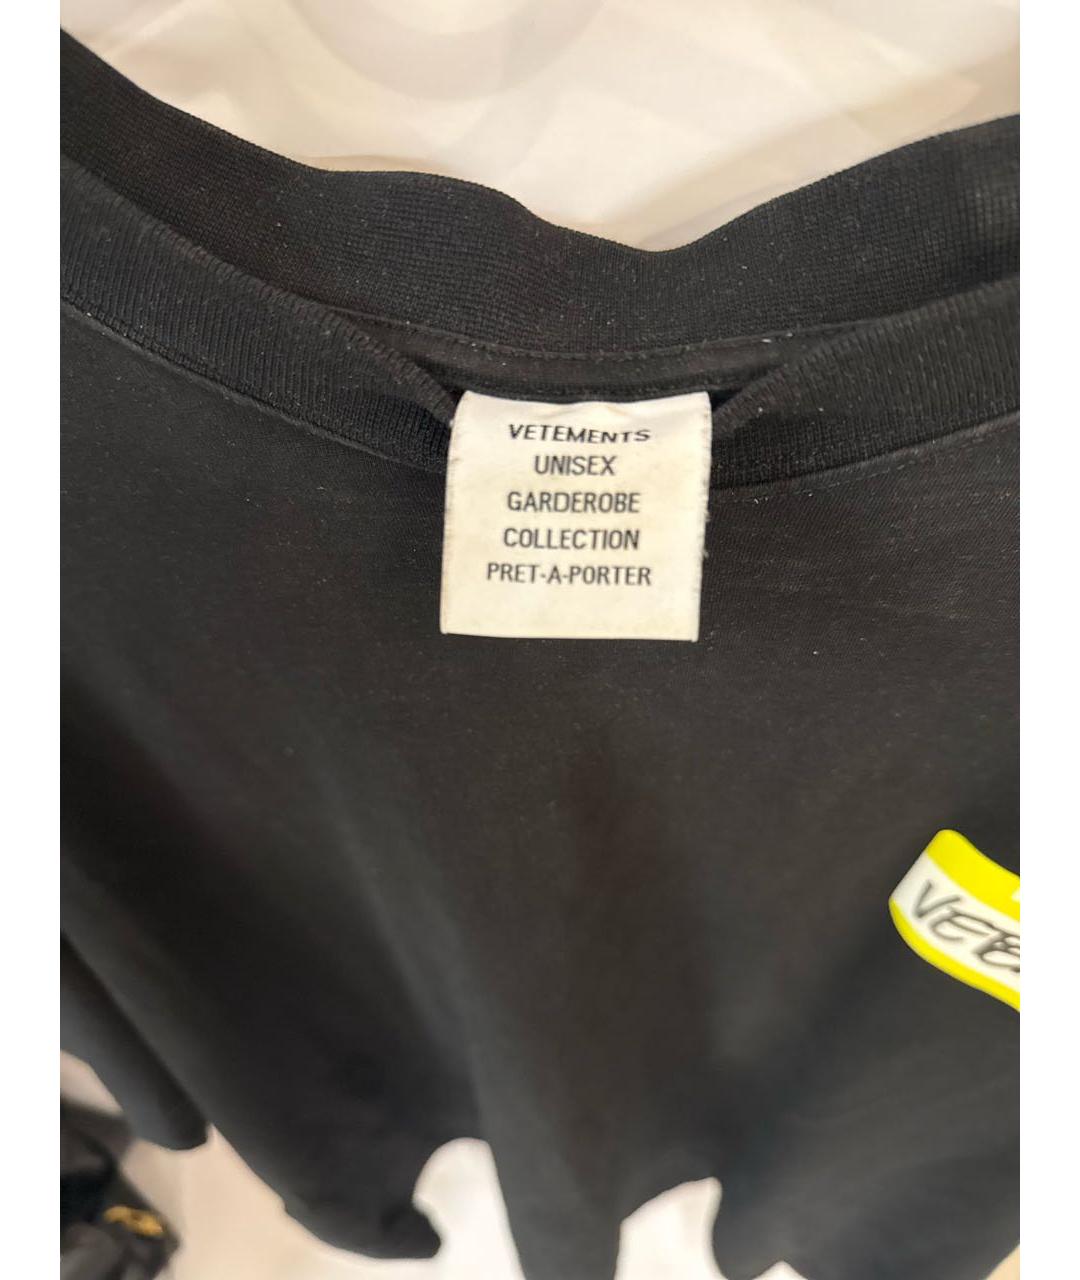 VETEMENTS
UNISEX
GARDEROBE
COLLECTION
PRET-A-PORTER